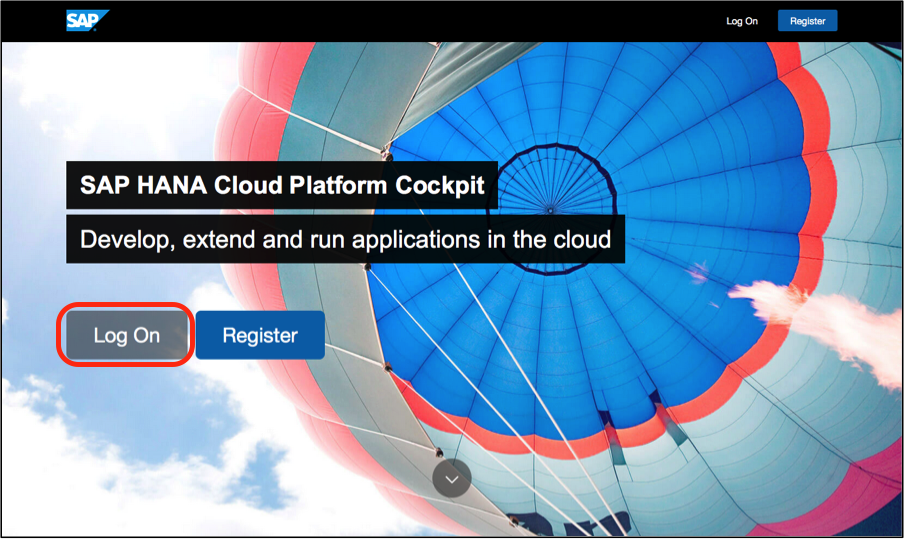 SAP
Log On
Register
SAP HANA Cloud Platform Cockpit
Develop, extend and run applications in the cloud
Log On
Register